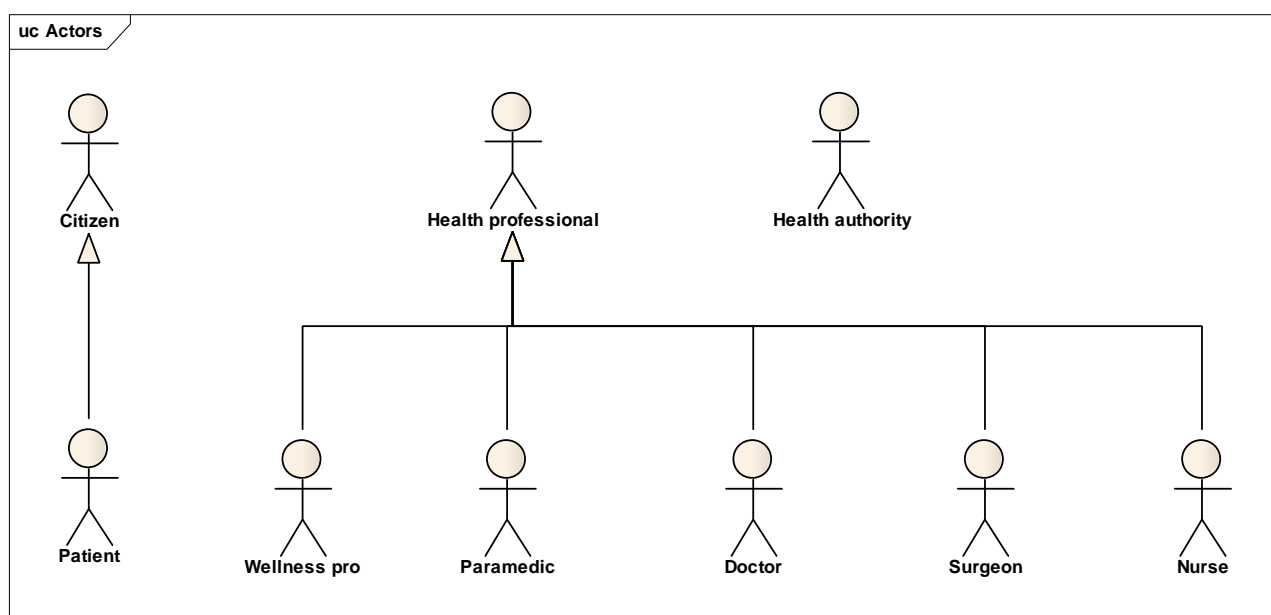 uc Actors
Citizen
Health professional
Health authority
Patient
Wellness pro
Paramedic
Doctor
Surgeon
Nurse